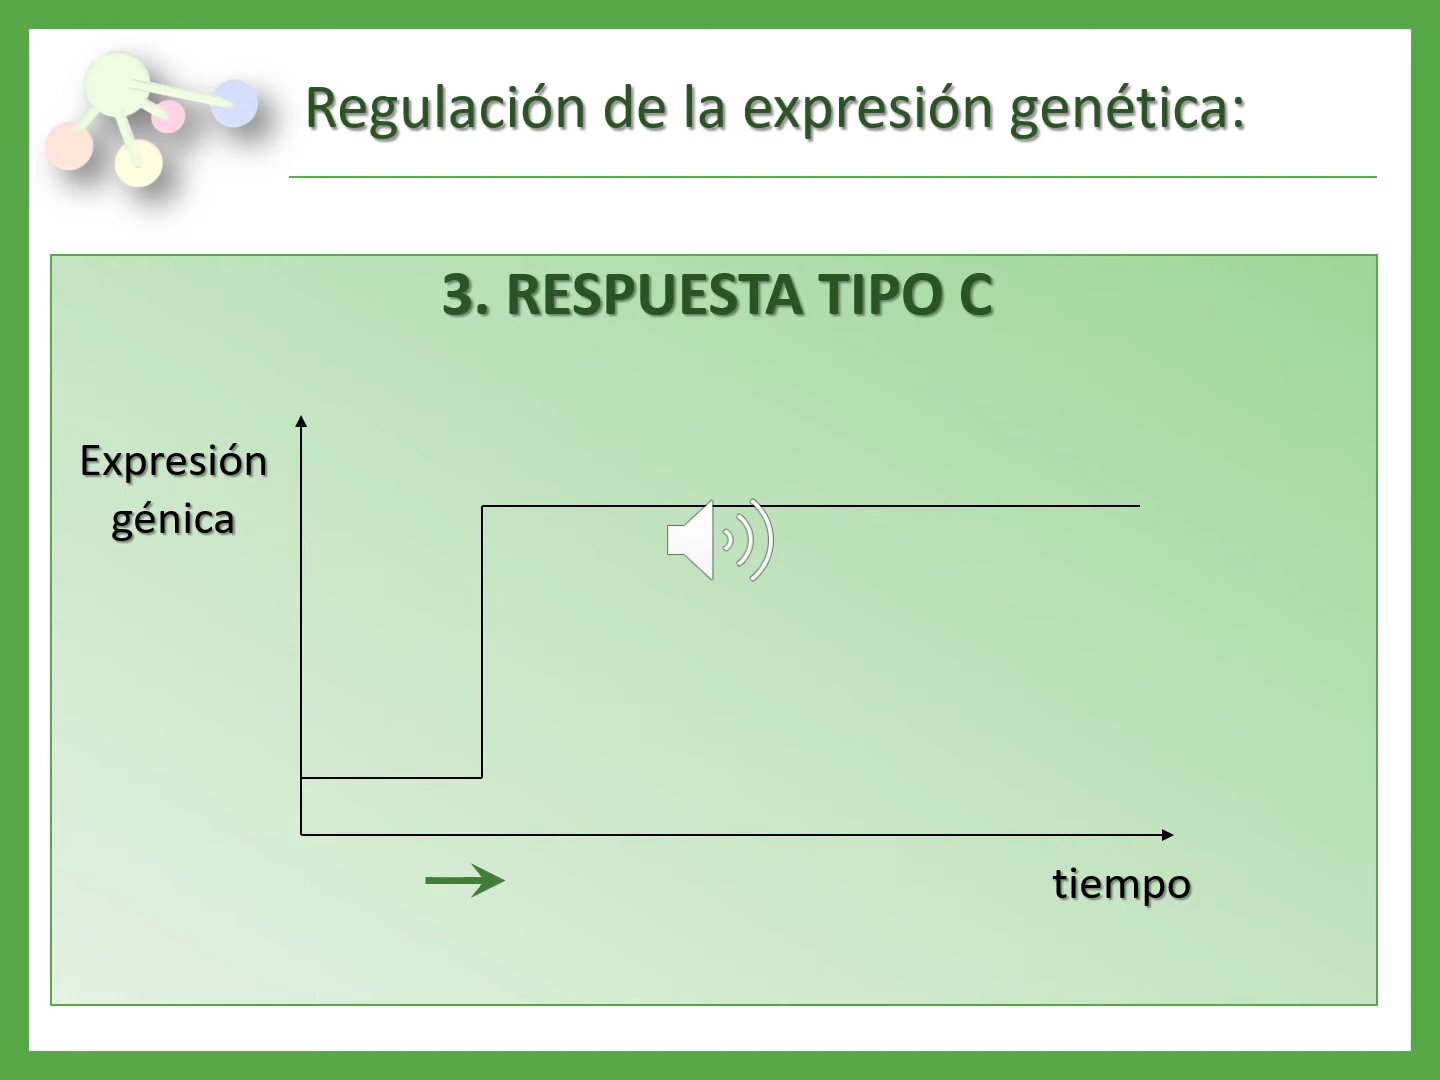 Regulación de la expresión genética:
3. RESPUESTA TIPO C
Expresión
génica
tiempo